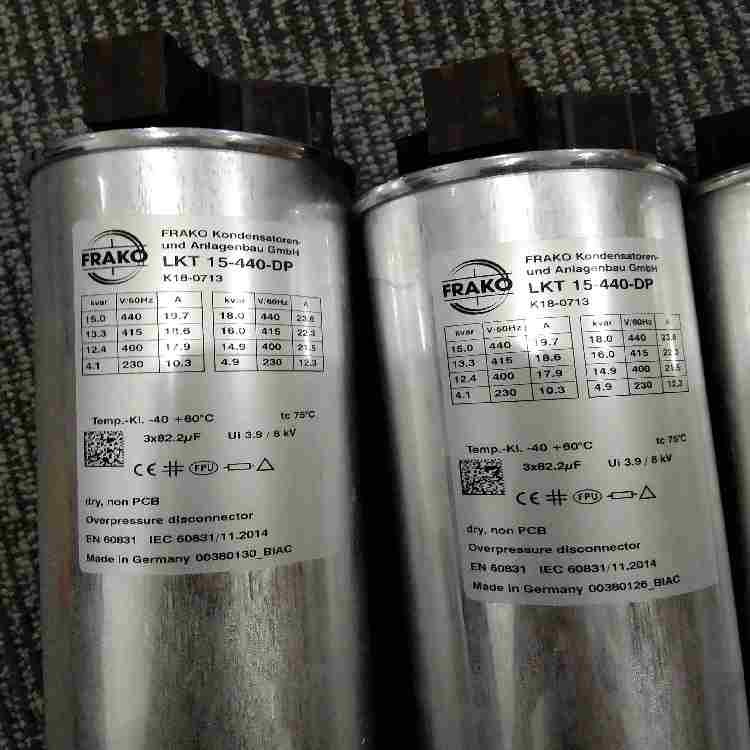 FRAKO
FRAKO Kondensatoren-
und Anlagenbau GmbH
LKT 15-440-DP
K18-0713
kvar V/60Hz A kvar V/60Hz A
15.0 440 19.7 18.0 440 23.6
13.3 415 18.6 16.0 415 22.3
12.4 400 17.9 14.9 400 21.5
4.1 230 10.3 4.9 230 12.3
Temp.-Kl. -40 +60°C tc 75°C
3x82.2µF Ui 3.9 / 8 kV
CE FPU
dry, non PCB
Overpressure disconnector
EN 60831 IEC 60831/11.2014
Made in Germany 00380130_BIAC
FRAKO
FRAKO Kondensatoren-
und Anlagenbau GmbH
LKT 15-440-DP
K18-0713
kvar V/60Hz A kvar V/60Hz A
15.0 440 19.7 18.0 440 23.6
13.3 415 18.6 16.0 415 22.3
12.4 400 17.9 14.9 400 21.5
4.1 230 10.3 4.9 230 12.3
Temp.-Kl. -40 +60°C tc 75°C
3x82.2µF Ui 3.9 / 8 kV
CE FPU
dry, non PCB
Overpressure disconnector
EN 60831 IEC 60831/11.2014
Made in Germany 00380126_BIAC